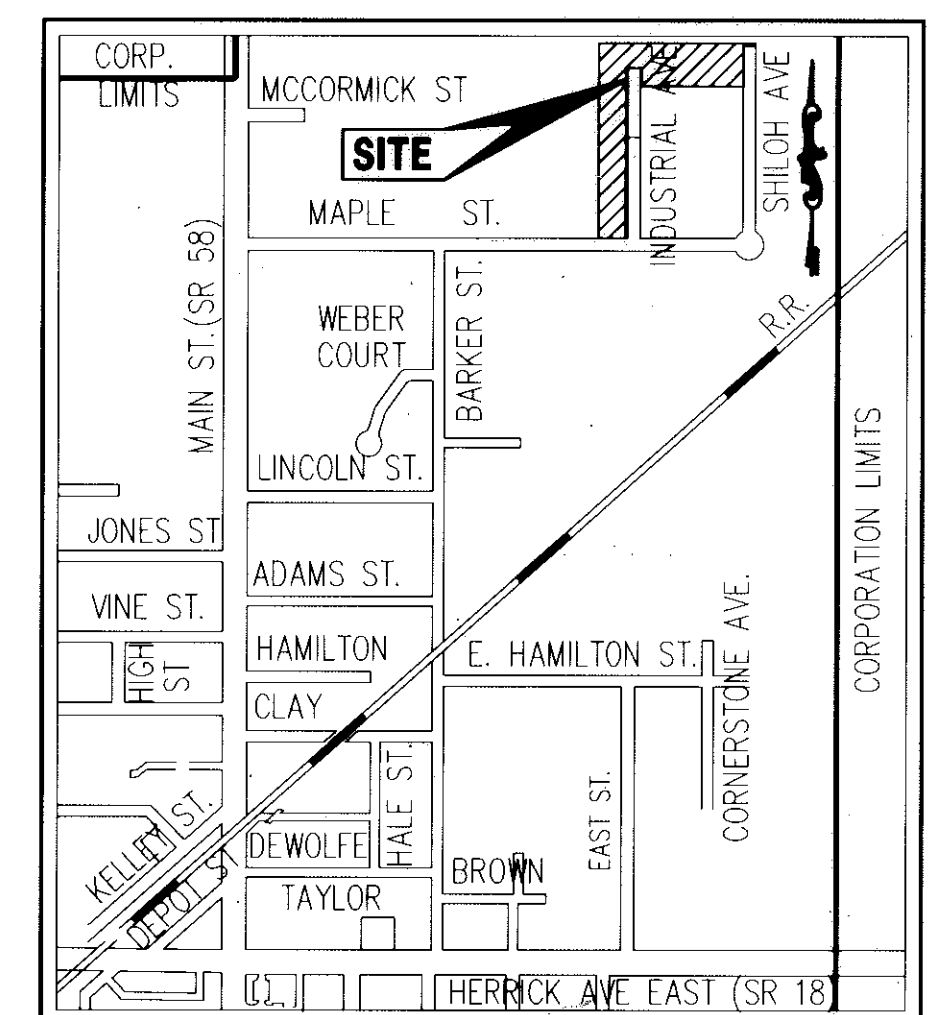 CORP.
LIMITS
MCCORMICK ST
SITE
INDUSTRIAL AVE
SHILOH AVE
MAPLE ST.
MAIN ST.(SR 58)
WEBER
COURT
BARKER ST.
R.R.
LINCOLN ST.
CORPORATION LIMITS
JONES ST
ADAMS ST.
VINE ST.
HAMILTON
E. HAMILTON ST.
HIGH
ST
CLAY
CORNERSTONE AVE.
KELLEY ST.
HALE ST.
EAST ST.
DEWOLFE
DEPOT ST
BROWN
TAYLOR
HERRICK AVE EAST (SR 18)